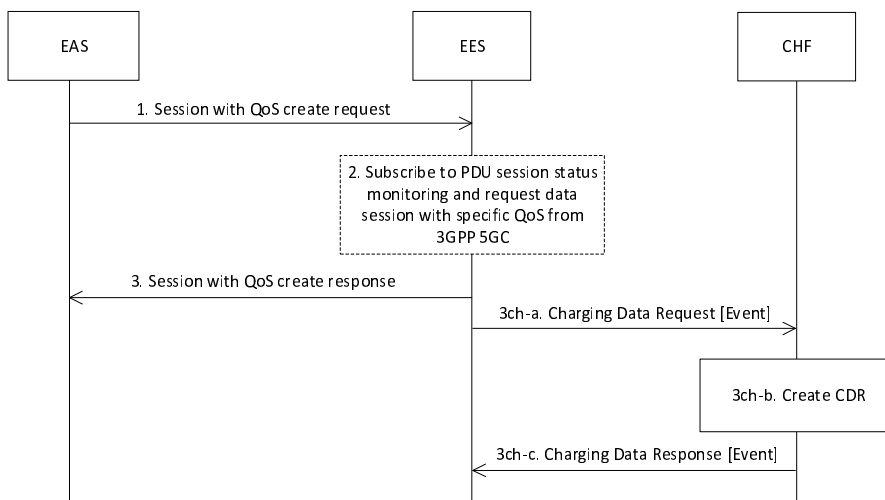 EAS
EES
CHF
1. Session with QoS create request
2. Subscribe to PDU session status
monitoring and request data
session with specific QoS from
3GPP 5GC
3. Session with QoS create response
3ch-a. Charging Data Request [Event]
3ch-b. Create CDR
3ch-c. Charging Data Response [Event]